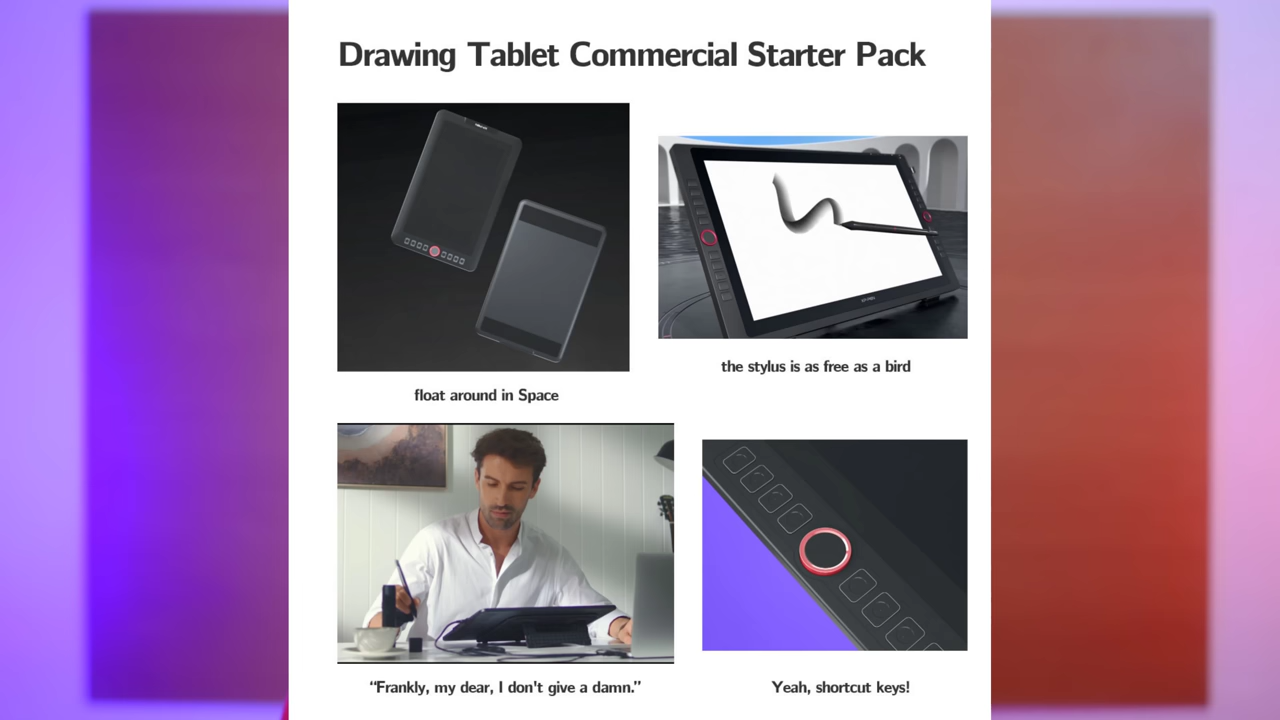 Drawing Tablet Commercial Starter Pack
float around in Space
the stylus is as free as a bird
“Frankly, my dear, I don't give a damn.”
Yeah, shortcut keys!